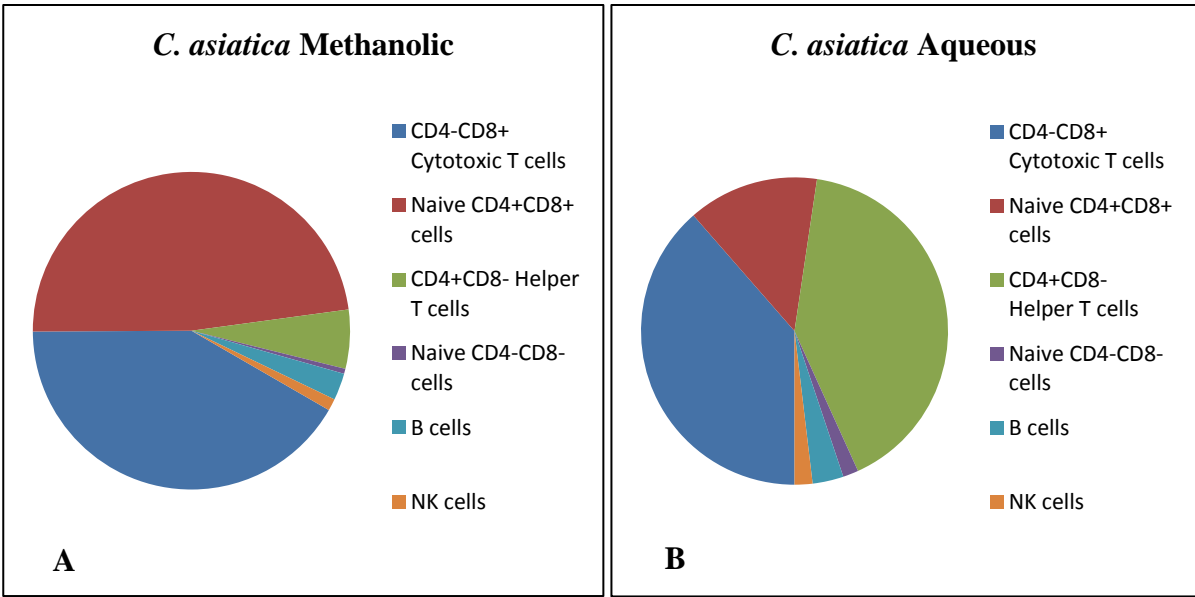 C. asiatica Methanolic
CD4-CD8+
Cytotoxic T cells
Naive CD4+CD8+
cells
CD4+CD8- Helper
T cells
Naive CD4-CD8-
cells
B cells
NK cells
A
C. asiatica Aqueous
CD4-CD8+
Cytotoxic T cells
Naive CD4+CD8+
cells
CD4+CD8-
Helper T cells
Naive CD4-CD8-
cells
B cells
NK cells
B